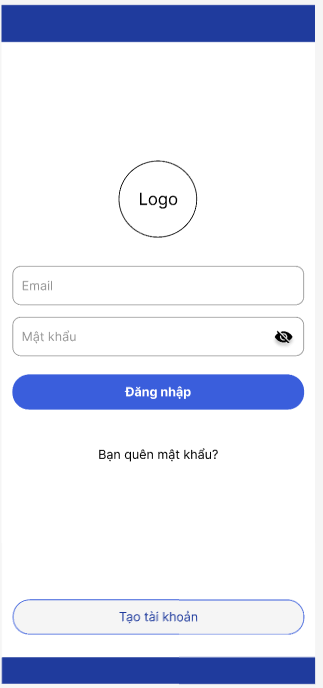 Logo
Email
Mật khẩu
Đăng nhập
Bạn quên mật khẩu?
Tạo tài khoản